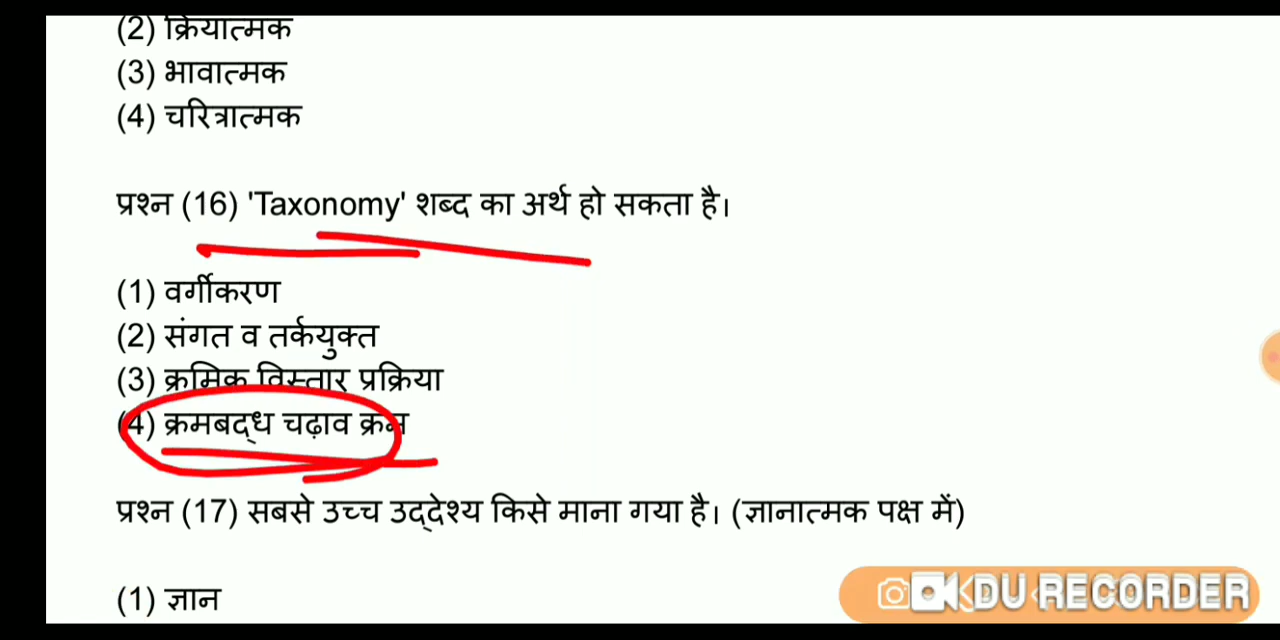 (2) क्रियात्मक
(3) भावात्मक
(4) चरित्रात्मक
प्रश्न (16) 'Taxonomy' शब्द का अर्थ हो सकता है।
(1) वर्गीकरण
(2) संगत व तर्कयुक्त
(3) क्रमिक विस्तार प्रक्रिया
(4) क्रमबद्ध चढ़ाव क्रम
प्रश्न (17) सबसे उच्च उद्देश्य किसे माना गया है। (ज्ञानात्मक पक्ष में)
(1) ज्ञान
DU RECORDER